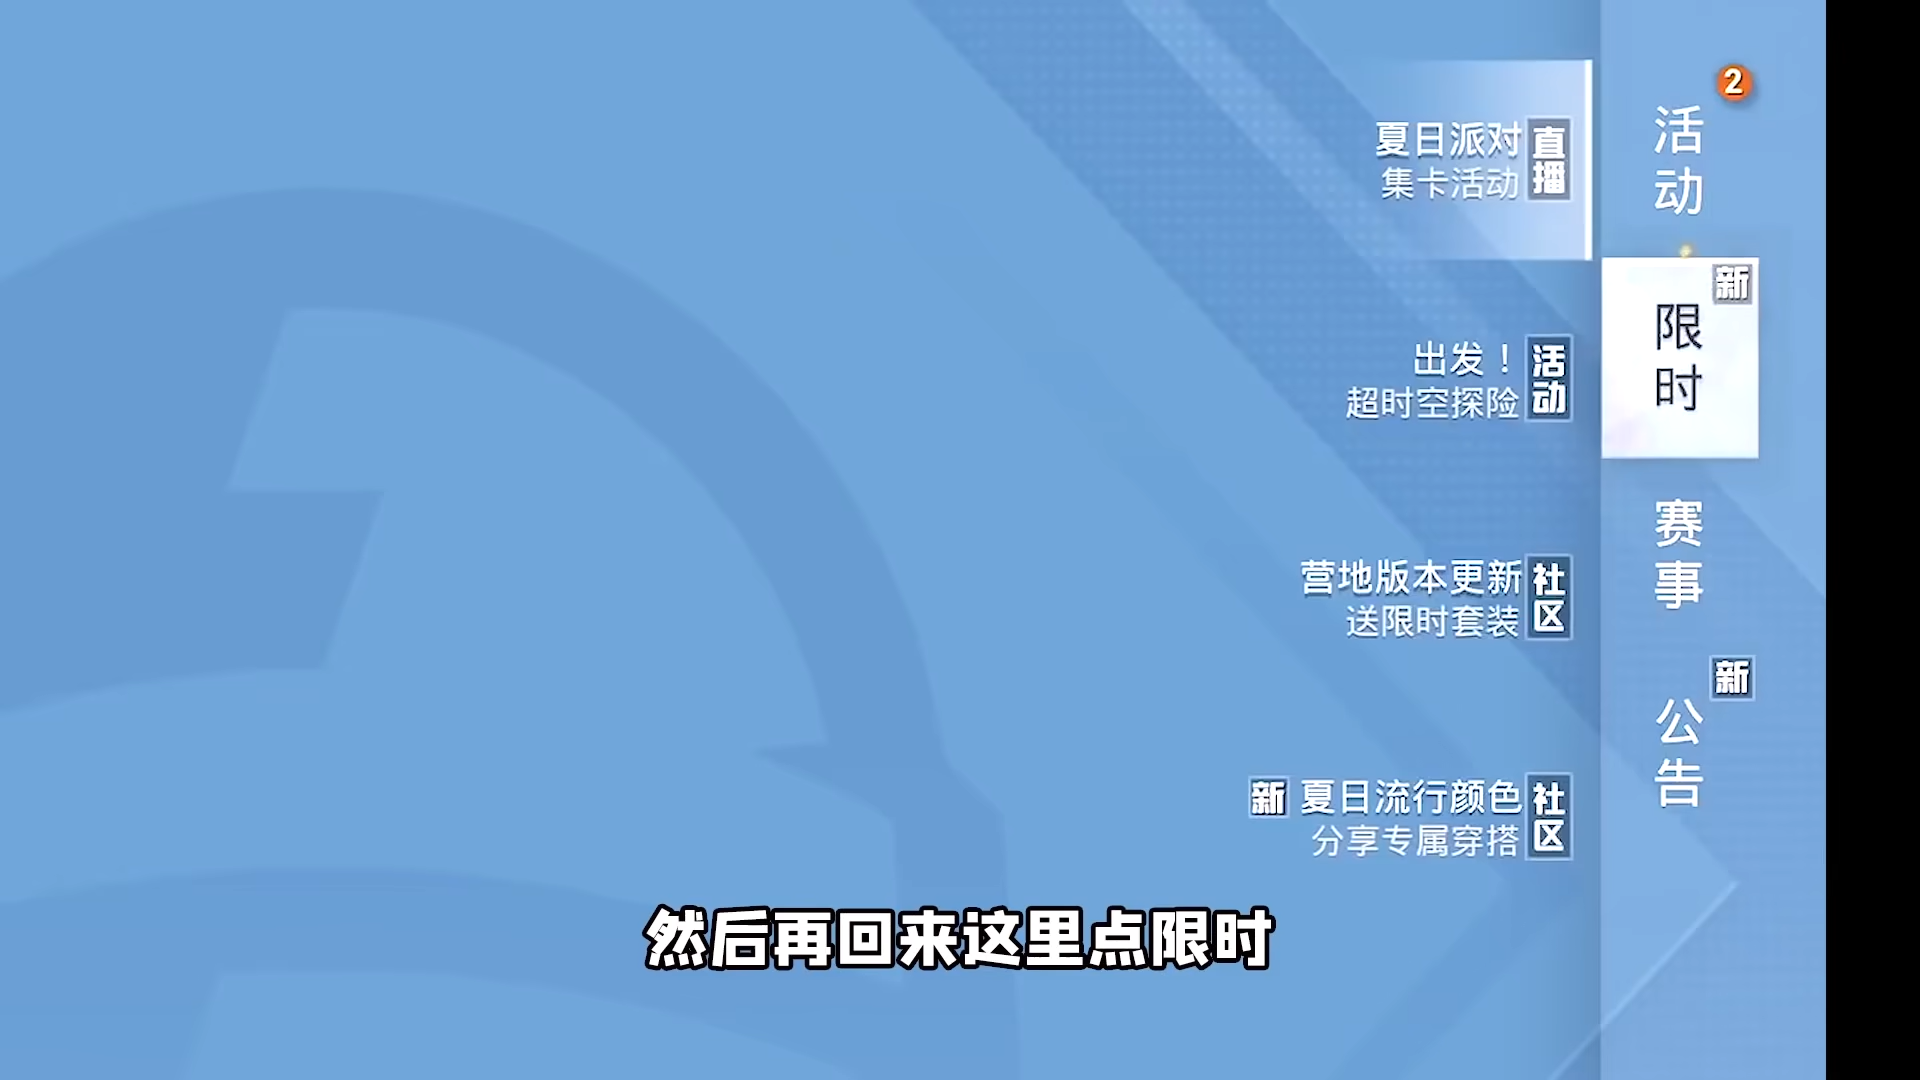 夏日派对
集卡活动
直播
出发！
超时空探险
活动
营地版本更新
送限时套装
社区
新
夏日流行颜色
分享专属穿搭
社区
2
活动
新
限时
赛事
新
公告
然后再回来这里点限时